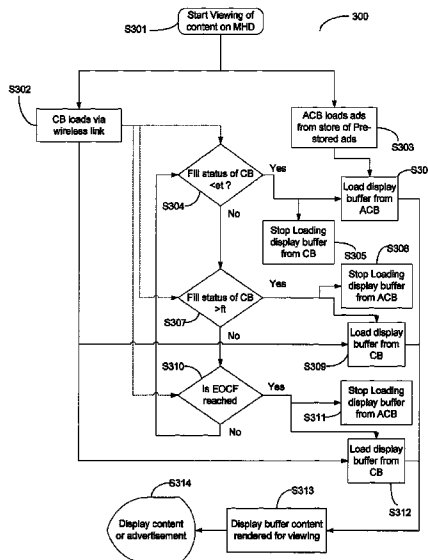 Start Viewing of
content on MHD
S301
300
S302
CB loads via
wireless link
ACB loads ads
from store of Pre-
stored ads
S303
Fill status of CB
<et ?
Yes
S304
No
Load display
buffer from
ACB
S30
Stop Loading
display buffer
from CB
S305
S308
Fill status of CB
>ft
Yes
S307
No
Stop Loading
display buffer
from ACB
Load display
buffer from
CB
S309
S310
Is EOCF
reached
Yes
No
Stop Loading
display buffer
from ACB
S311
Load display
buffer from
CB
S312
S314
S313
Display content
or advertisement
Display buffer content
rendered for viewing